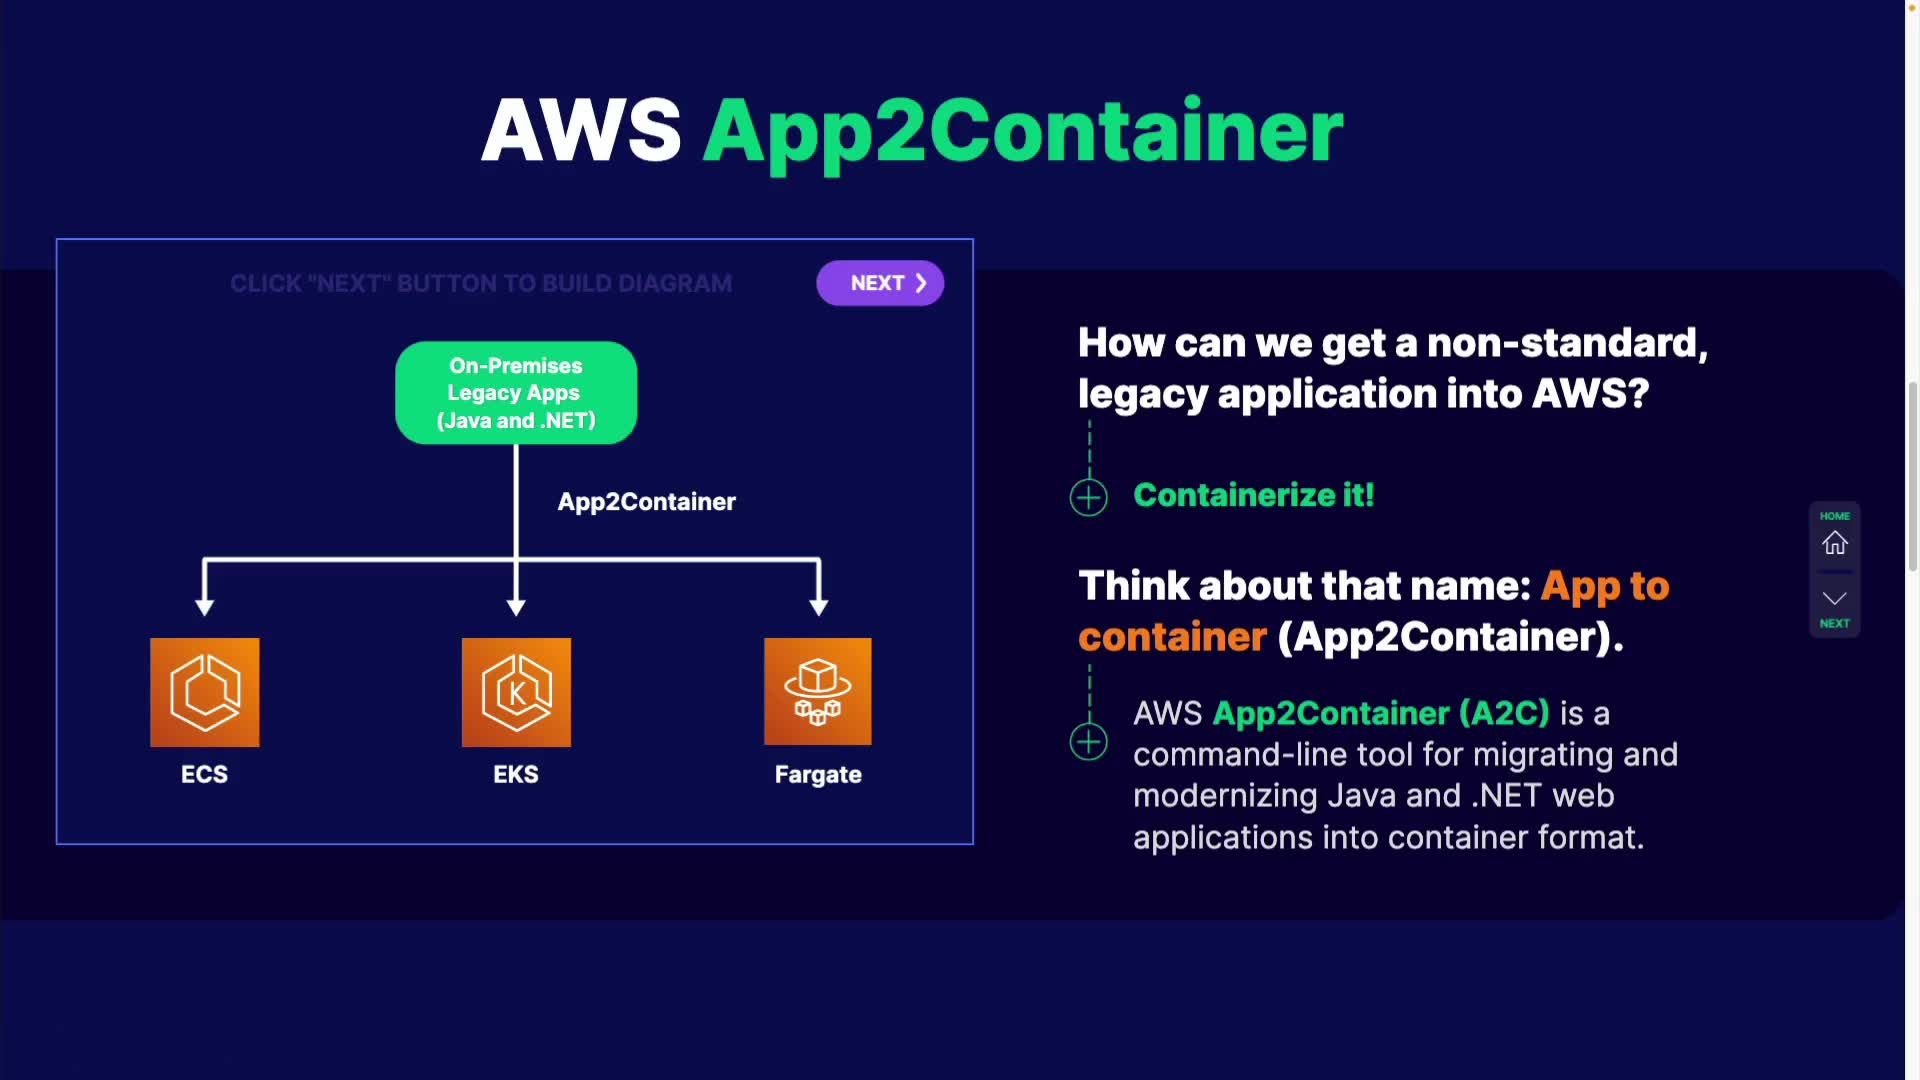 AWS App2Container
CLICK "NEXT" BUTTON TO BUILD DIAGRAM
NEXT
On-Premises
Legacy Apps
(Java and .NET)
App2Container
ECS
EKS
Fargate
How can we get a non-standard,
legacy application into AWS?
Containerize it!
Think about that name: App to
container (App2Container).
AWS App2Container (A2C) is a
command-line tool for migrating and
modernizing Java and .NET web
applications into container format.
HOME
NEXT